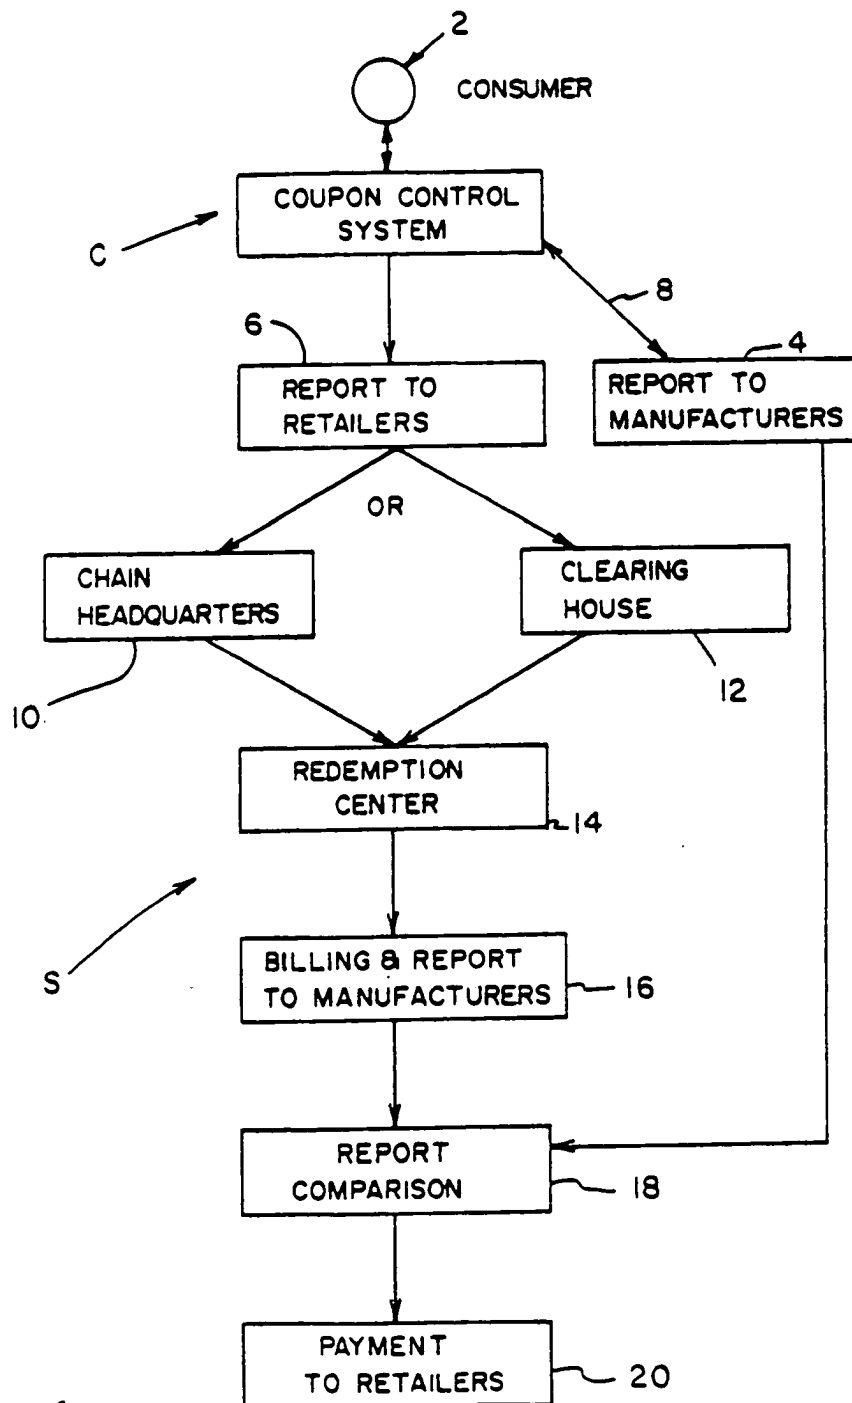 2
CONSUMER
COUPON CONTROL
SYSTEM
C
8
6
4
REPORT TO
RETAILERS
REPORT TO
MANUFACTURERS
OR
CHAIN
HEADQUARTERS
CLEARING
HOUSE
10
12
REDEMPTION
CENTER
14
S
BILLING & REPORT
TO MANUFACTURERS
16
REPORT
COMPARISON
18
PAYMENT
TO RETAILERS
20